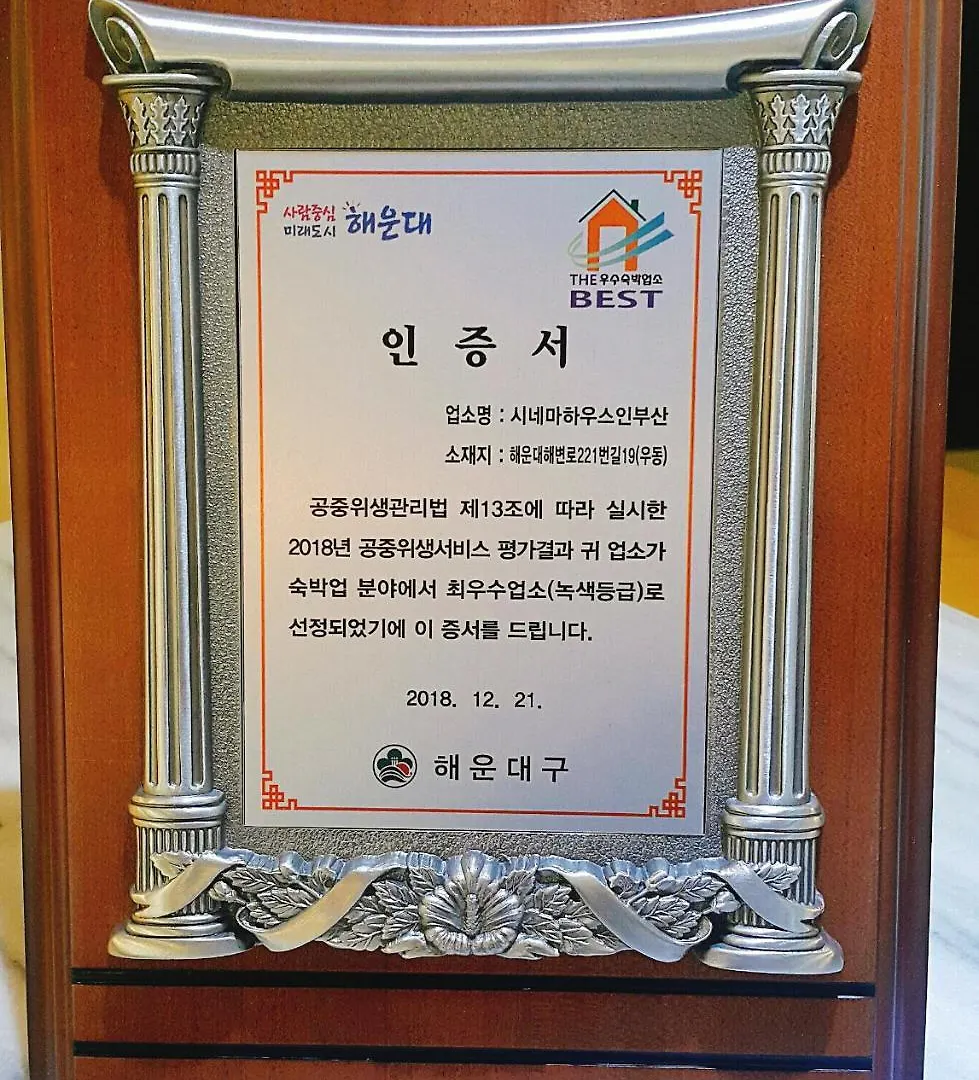 사람중심
미래도시 해운대
THE 우수숙박업소
BEST
인증서
업소명 : 시네마하우스인부산
소재지 : 해운대해변로221번길19(우동)
공중위생관리법 제13조에 따라 실시한
2018년 공중위생서비스 평가결과 귀 업소가
숙박업 분야에서 최우수업소(녹색등급)로
선정되었기에 이 증서를 드립니다.
2018. 12. 21.
해운대구